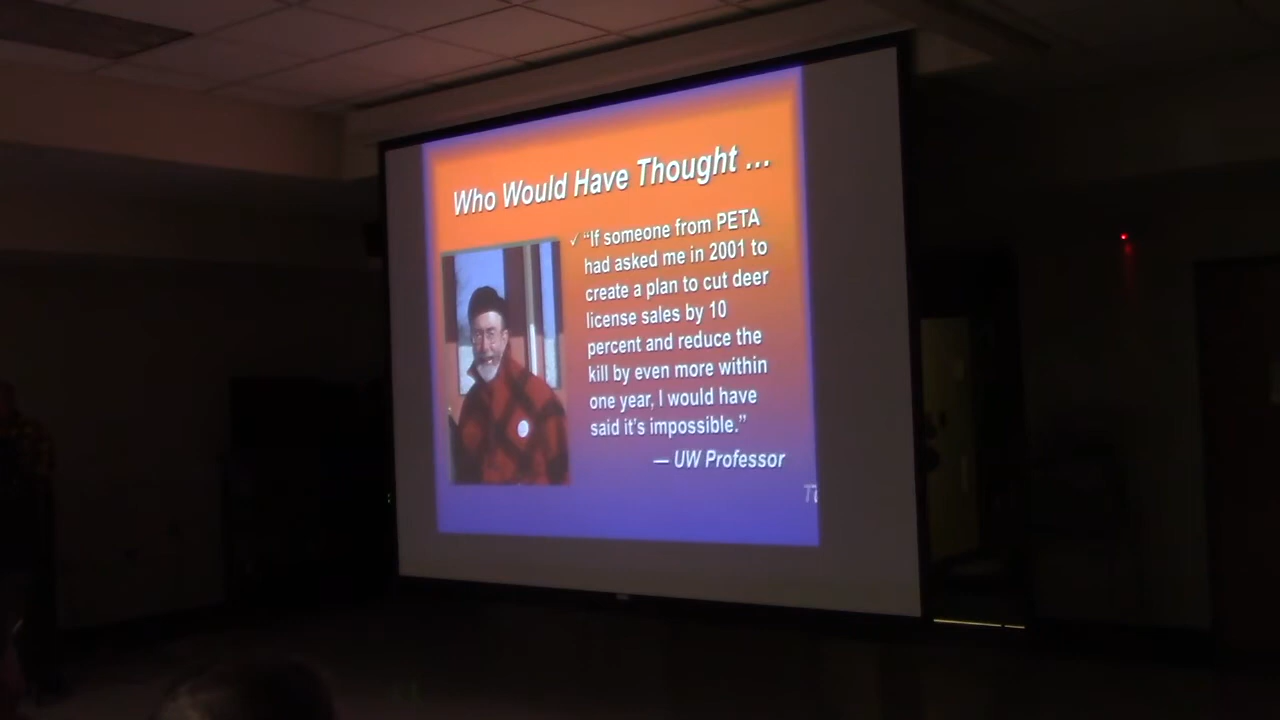 Who Would Have Thought ...
✓ “If someone from PETA
had asked me in 2001 to
create a plan to cut deer
license sales by 10
percent and reduce the
kill by even more within
one year, I would have
said it’s impossible.”
— UW Professor